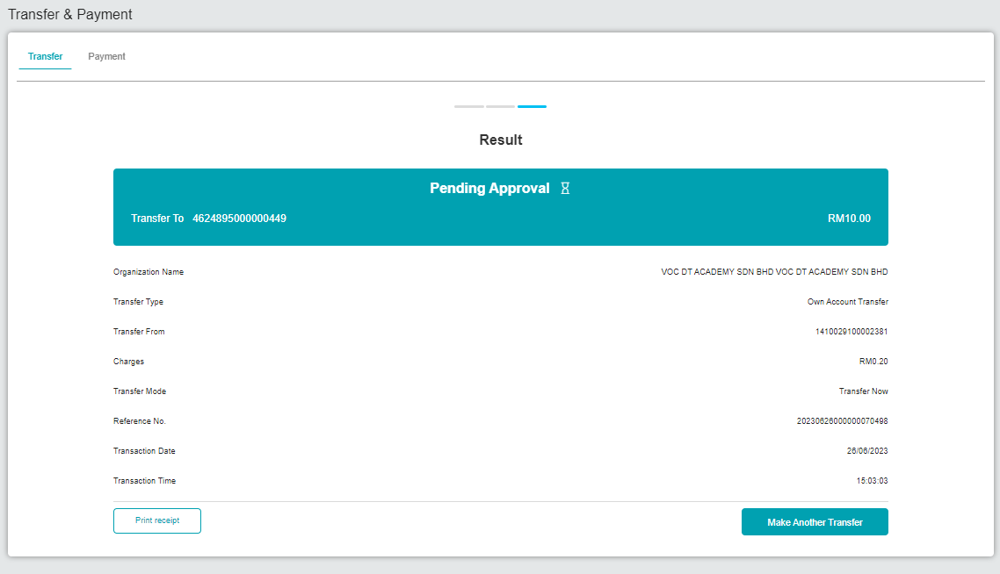 Transfer & Payment
Transfer Payment
Result
Pending Approval
Transfer To 4624895000000449 RM10.00
Organization Name VOC DT ACADEMY SDN BHD VOC DT ACADEMY SDN BHD
Transfer Type Own Account Transfer
Transfer From 1410029100002381
Charges RM0.20
Transfer Mode Transfer Now
Reference No. 20230626000000070498
Transaction Date 26/06/2023
Transaction Time 15:03:03
Print receipt Make Another Transfer